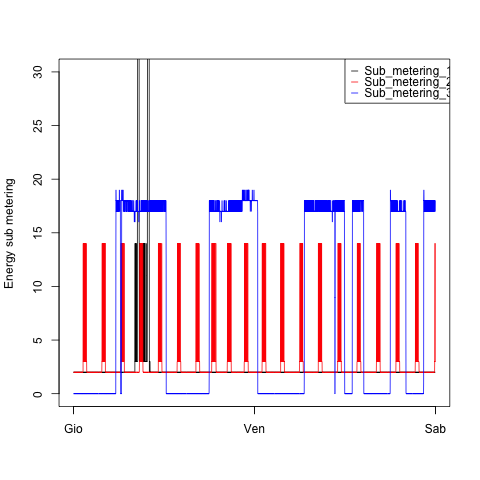 Energy sub metering
30
25
20
15
10
5
0
Gio
Ven
Sab
Sub_metering_1
Sub_metering_2
Sub_metering_3